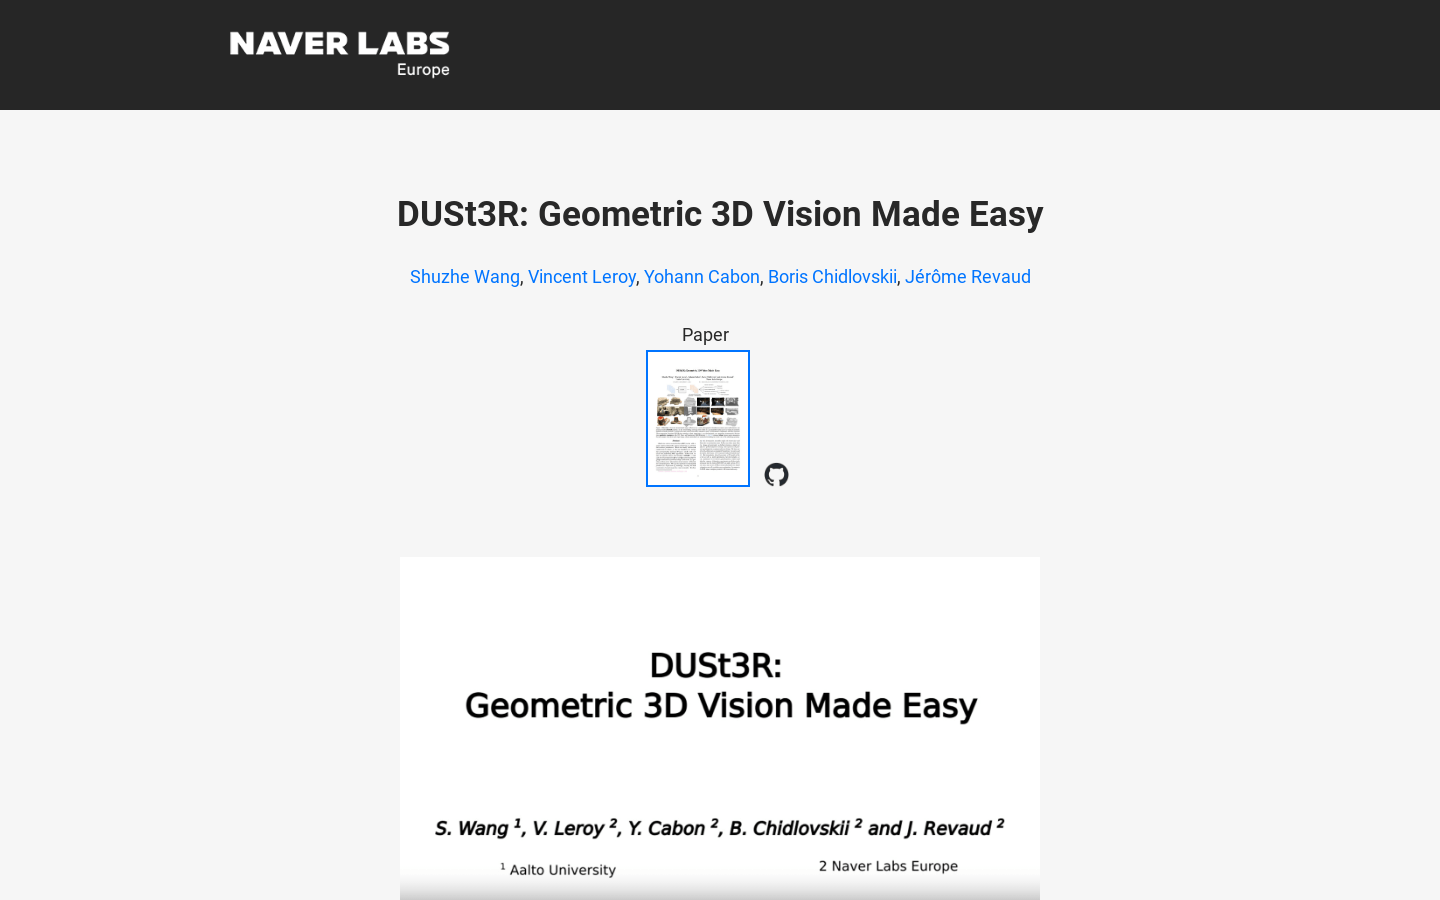 NAVER LABS
Europe
DUSt3R: Geometric 3D Vision Made Easy
Shuzhe Wang, Vincent Leroy, Yohann Cabon, Boris Chidlovskii, Jérôme Revaud
Paper
DUSt3R:
Geometric 3D Vision Made Easy
S. Wang 1, V. Leroy 2, Y. Cabon 2, B. Chidlovskii 2 and J. Revaud 2
1 Aalto University
2 Naver Labs Europe